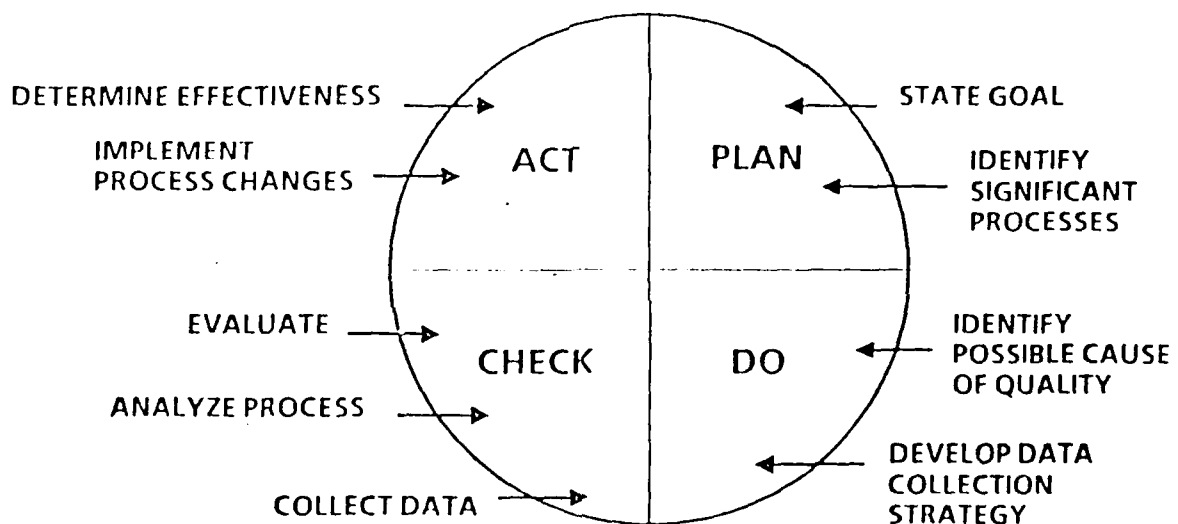 DETERMINE EFFECTIVENESS
STATE GOAL
IMPLEMENT
PROCESS CHANGES
ACT
PLAN
IDENTIFY
SIGNIFICANT
PROCESSES
EVALUATE
IDENTIFY
POSSIBLE CAUSE
OF QUALITY
CHECK
DO
ANALYZE PROCESS
DEVELOP DATA
COLLECTION
STRATEGY
COLLECT DATA